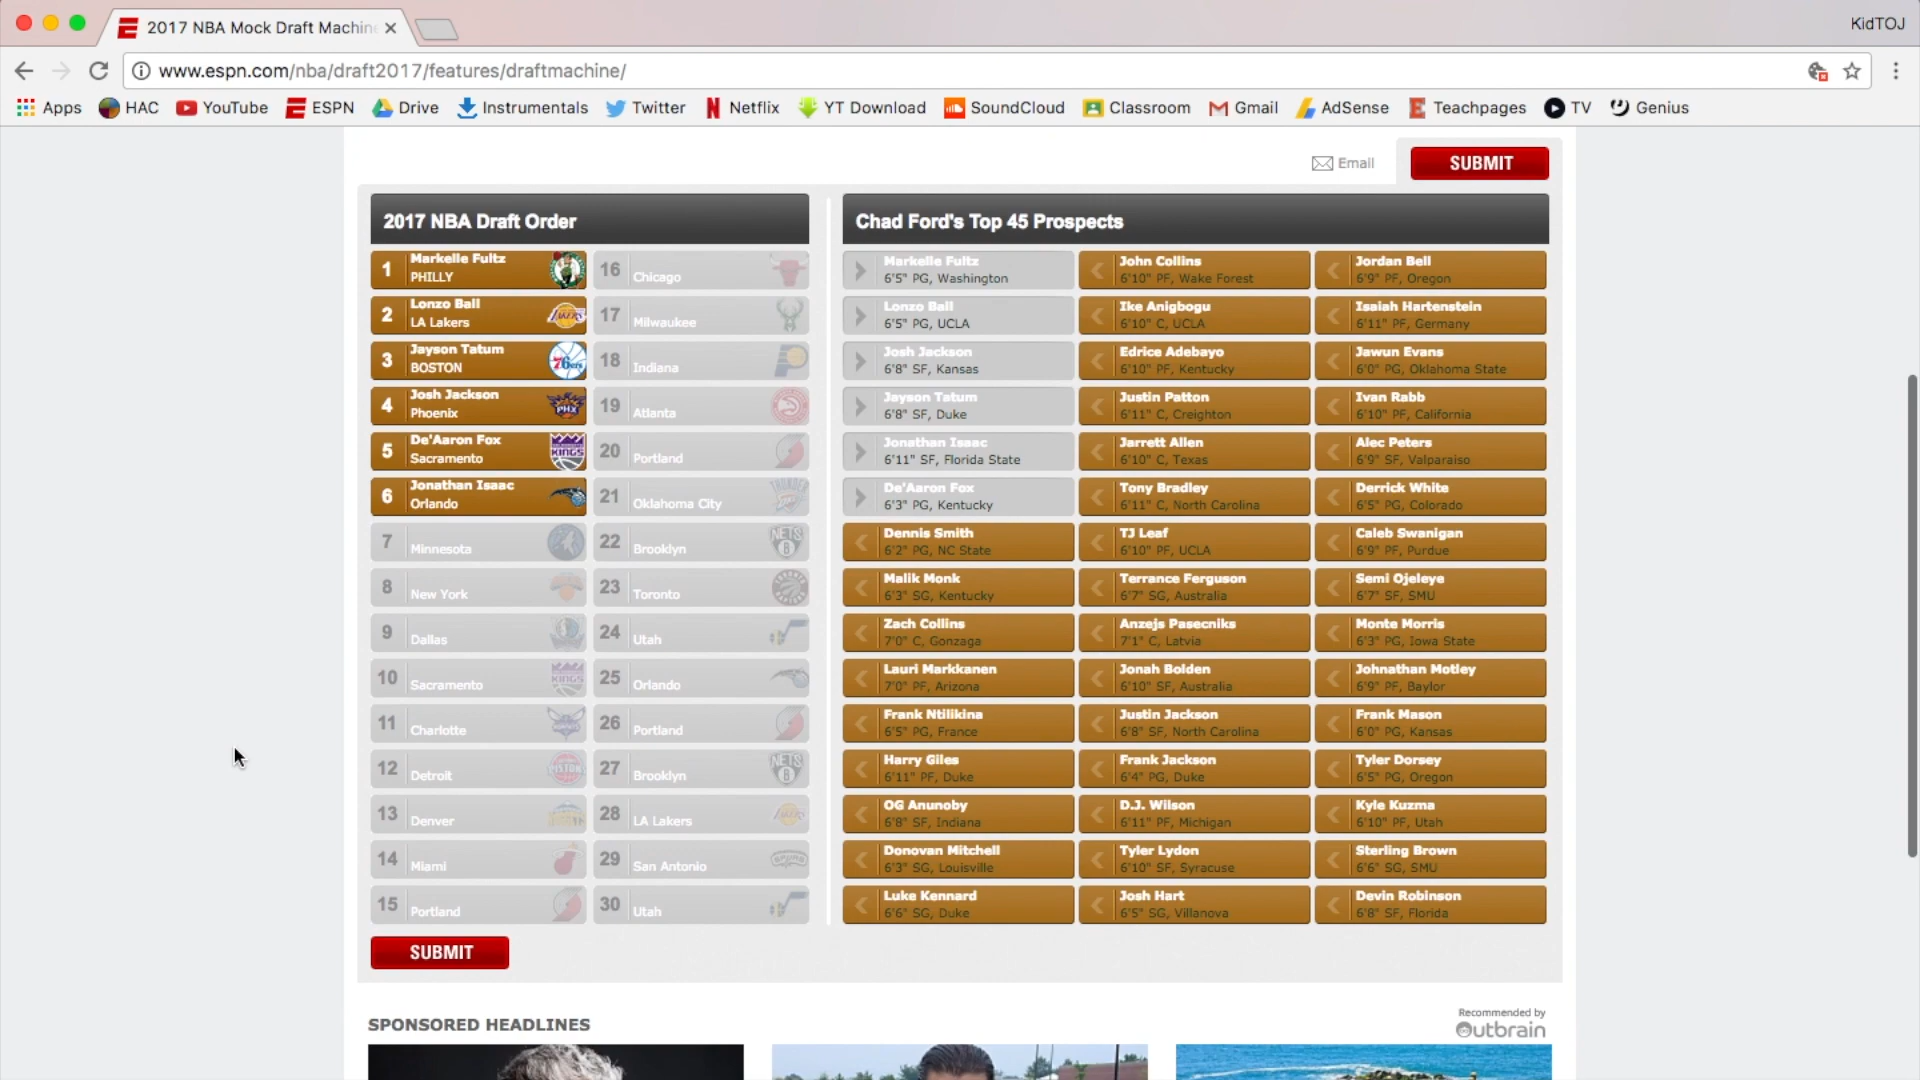 2017 NBA Mock Draft Machine
KidTOJ
www.espn.com/nba/draft2017/features/draftmachine/
Apps HAC YouTube ESPN Drive Instrumentals Twitter Netflix YT Download SoundCloud Classroom Gmail AdSense Teachpages TV Genius
Email
SUBMIT
2017 NBA Draft Order
1 Markelle Fultz
PHILLY
2 Lonzo Ball
LA Lakers
3 Jayson Tatum
BOSTON
4 Josh Jackson
Phoenix
5 De'Aaron Fox
Sacramento
6 Jonathan Isaac
Orlando
7 Minnesota
8 New York
9 Dallas
10 Sacramento
11 Charlotte
12 Detroit
13 Denver
14 Miami
15 Portland
16 Chicago
17 Milwaukee
18 Indiana
19 Atlanta
20 Portland
21 Oklahoma City
22 Brooklyn
23 Toronto
24 Utah
25 Orlando
26 Portland
27 Brooklyn
28 LA Lakers
29 San Antonio
30 Utah
SUBMIT
Chad Ford's Top 45 Prospects
Markelle Fultz
6'5" PG, Washington
Lonzo Ball
6'5" PG, UCLA
Josh Jackson
6'8" SF, Kansas
Jayson Tatum
6'8" SF, Duke
Jonathan Isaac
6'11" SF, Florida State
De'Aaron Fox
6'3" PG, Kentucky
Dennis Smith
6'2" PG, NC State
Malik Monk
6'3" SG, Kentucky
Zach Collins
7'0" C, Gonzaga
Lauri Markkanen
7'0" PF, Arizona
Frank Ntilikina
6'5" PG, France
Harry Giles
6'11" PF, Duke
OG Anunoby
6'8" SF, Indiana
Donovan Mitchell
6'3" SG, Louisville
Luke Kennard
6'6" SG, Duke
John Collins
6'10" PF, Wake Forest
Ike Anigbogu
6'10" C, UCLA
Edrice Adebayo
6'10" PF, Kentucky
Justin Patton
6'11" C, Creighton
Jarrett Allen
6'10" C, Texas
Tony Bradley
6'11" C, North Carolina
TJ Leaf
6'10" PF, UCLA
Terrance Ferguson
6'7" SG, Australia
Anzejs Pasecniks
7'1" C, Latvia
Jonah Bolden
6'10" SF, Australia
Justin Jackson
6'8" SF, North Carolina
Frank Jackson
6'4" PG, Duke
D.J. Wilson
6'11" PF, Michigan
Tyler Lydon
6'10" SF, Syracuse
Josh Hart
6'5" SG, Villanova
Jordan Bell
6'9" PF, Oregon
Isaiah Hartenstein
6'11" PF, Germany
Jawun Evans
6'0" PG, Oklahoma State
Ivan Rabb
6'10" PF, California
Alec Peters
6'9" SF, Valparaiso
Derrick White
6'5" PG, Colorado
Caleb Swanigan
6'9" PF, Purdue
Semi Ojeleye
6'7" SF, SMU
Monte Morris
6'3" PG, Iowa State
Johnathan Motley
6'9" PF, Baylor
Frank Mason
6'0" PG, Kansas
Tyler Dorsey
6'5" PG, Oregon
Kyle Kuzma
6'10" PF, Utah
Sterling Brown
6'6" SG, SMU
Devin Robinson
6'8" SF, Florida
SPONSORED HEADLINES
Recommended by
Outbrain